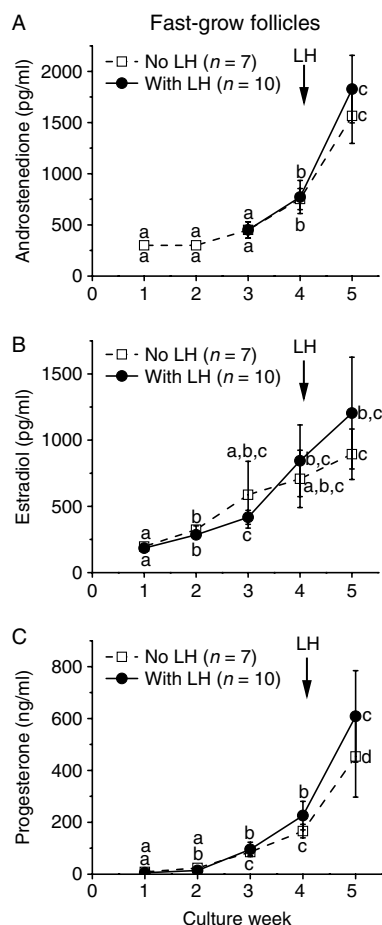 A Fast-grow follicles
No LH (n = 7)
With LH (n = 10)
LH
Androstenedione (pg/ml)
2000
1500
1000
500
0
a a a b c
a a a b c
0 1 2 3 4 5
B
No LH (n = 7)
With LH (n = 10)
LH
Estradiol (pg/ml)
1500
1000
500
0
a b a,b,c b,c b,c
a b c a,b,c c
0 1 2 3 4 5
C
No LH (n = 7)
With LH (n = 10)
LH
Progesterone (ng/ml)
800
600
400
200
0
a a b b c
a b c c d
0 1 2 3 4 5
Culture week